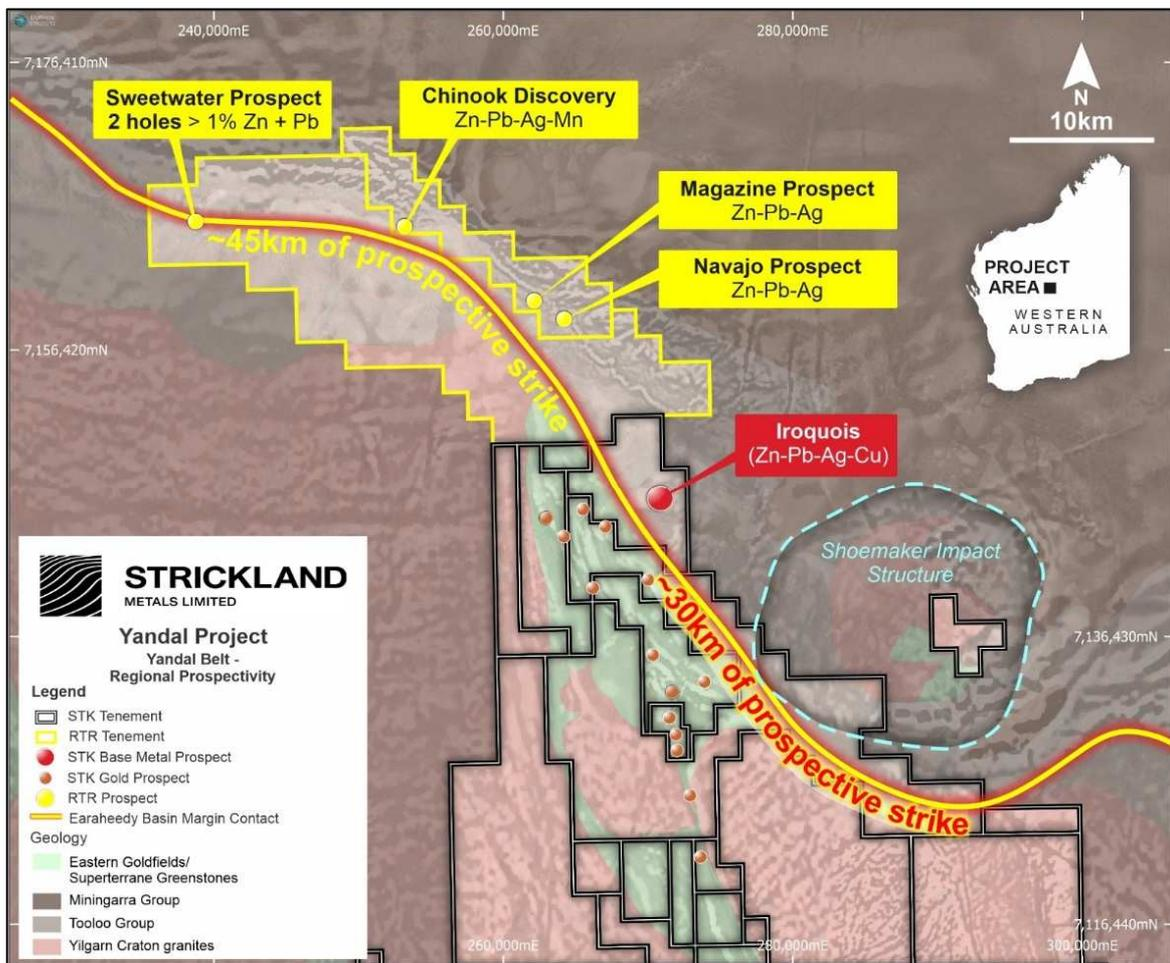 240,000mE
260,000mE
280,000mE
7,176,410mN
Sweetwater Prospect
2 holes > 1% Zn + Pb
Chinook Discovery
Zn-Pb-Ag-Mn
N
10km
Magazine Prospect
Zn-Pb-Ag
Navajo Prospect
Zn-Pb-Ag
PROJECT
AREA
WESTERN
AUSTRALIA
~45km of prospective strike
7,156,420mN
Iroquois
(Zn-Pb-Ag-Cu)
Shoemaker Impact
Structure
~30km of prospective strike
7,136,430mN
STRICKLAND
METALS LIMITED
Yandal Project
Yandal Belt -
Regional Prospectivity
Legend
STK Tenement
RTR Tenement
STK Base Metal Prospect
STK Gold Prospect
RTR Prospect
Earaheedy Basin Margin Contact
Geology
Eastern Goldfields/
Superterrane Greenstones
Miningarra Group
Tooloo Group
Yilgarn Craton granites
7,116,440mN
260,000mE
280,000mE
300,000mE